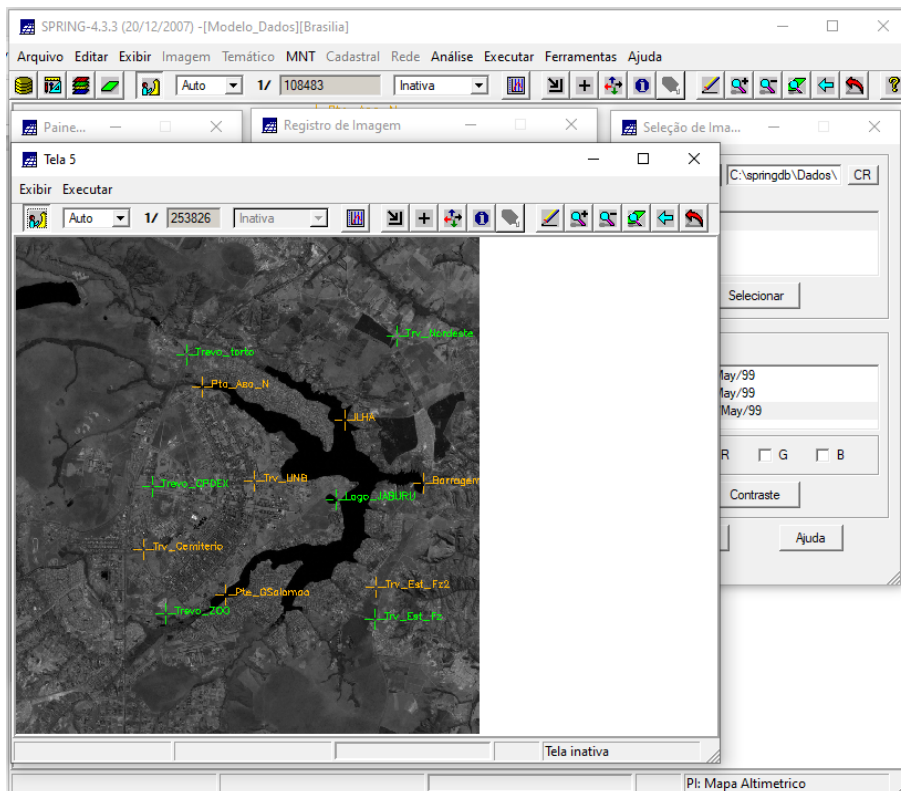 SPRING-4.3.3 (20/12/2007) -[Modelo_Dados][Brasilia]
Arquivo Editar Exibir Imagem Temático MNT Cadastral Rede Análise Executar Ferramentas Ajuda
Auto 1/ 108483 Inativa
Paine...
Registro de Imagem
Seleção de Ima...
Tela 5
C:\springdb\Dados\ CR
Exibir Executar
Auto 1/ 253826 Inativa
Selecionar
Trv_Nordeste
Trevo_torto
Pto_Aso_N
May/99
May/99
May/99
ILHA
R G B
Trv_UNB
Barragem
Trevo_CPDEX
Lago_JABURU
Contraste
Ajuda
Trv_Cemiterio
Trv_Est_Fz2
Pte_GSalomao
Trevo_ZOO
Trv_Est_Fz
Tela inativa
PI: Mapa Altimetrico